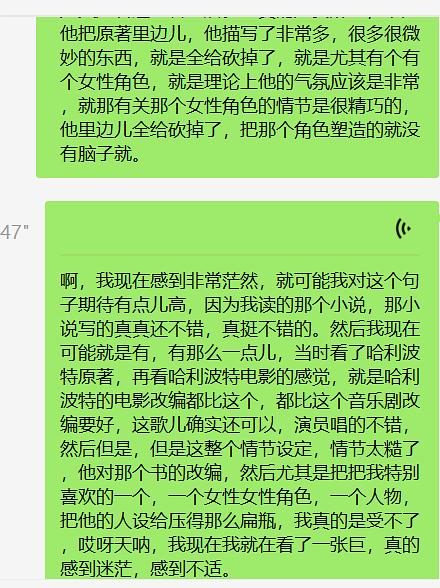 他把原著里边儿，他描写了非常多，很多很微
妙的东西，就是全给砍掉了，就是尤其有个有
个女性角色，就是理论上他的气氛应该是非常
，就那有关那个女性角色的情节是很精巧的，
他里边儿全给砍掉了，把那个角色塑造的就没
有脑子就。
47"
啊，我现在感到非常茫然，就可能我对这个句
子期待有点儿高，因为我读的那个小说，那小
说写的真真还不错，真挺不错的。然后我现在
可能就是有，有那么一点儿，当时看了哈利波
特原著，再看哈利波特电影的感觉，就是哈利
波特的电影改编都比这个，都比这个音乐剧改
编要好，这歌儿确实还可以，演员唱的不错，
然后但是，但是这整个情节设定，情节太糙了
，他对那个书的改编，然后尤其是把把我特别
喜欢的一个，一个女性女性角色，一个人物，
把他的人设给压得那么扁瓶，我真的是受不了
，哎呀天呐，我现在我就在看了一张巨，真的
感到迷茫，感到不适。